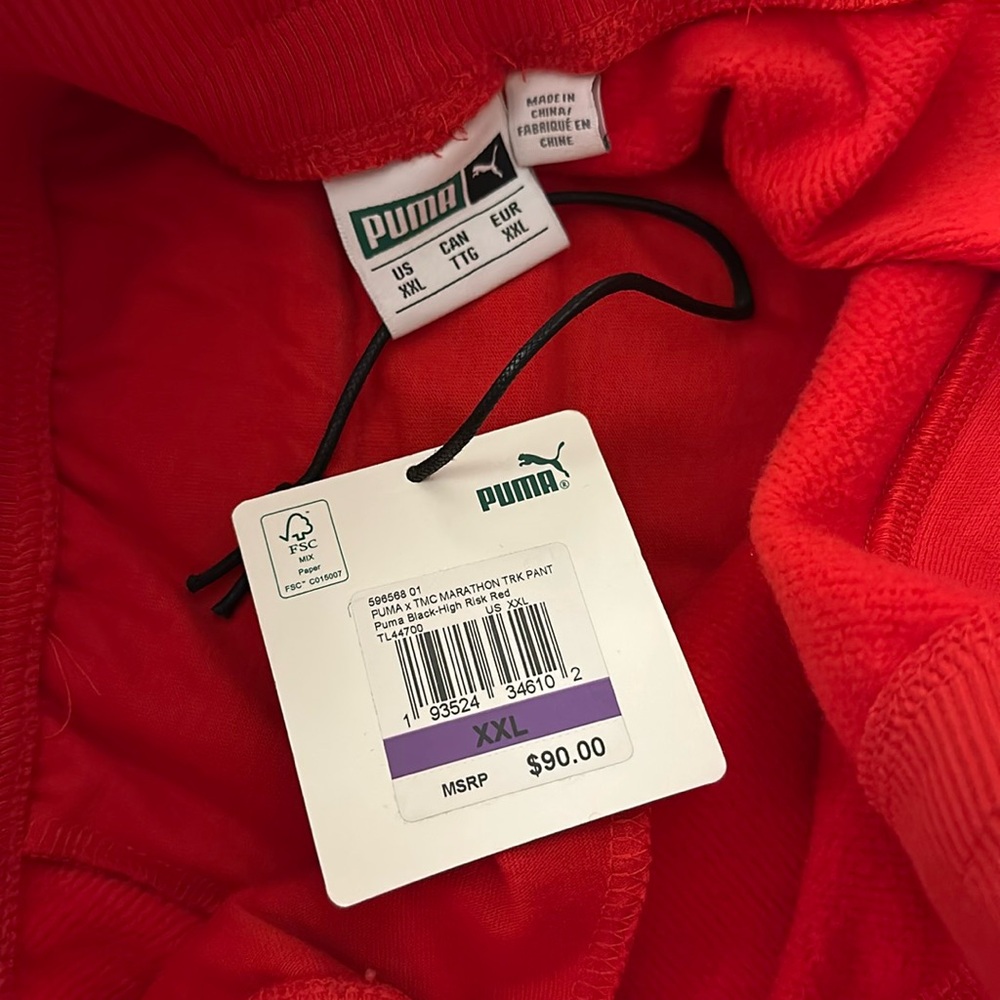 MADE IN
CHINA/
FABRIQUÉ EN
CHINE
PUMA
US CAN EUR
XXL TTG XXL
PUMA®
FSC
MIX
Paper
FSC™ C015007
596568 01
PUMA x TMC MARATHON TRK PANT
Puma Black-High Risk Red
US XXL
TL44700
1 93524 34610 2
XXL
MSRP $90.00